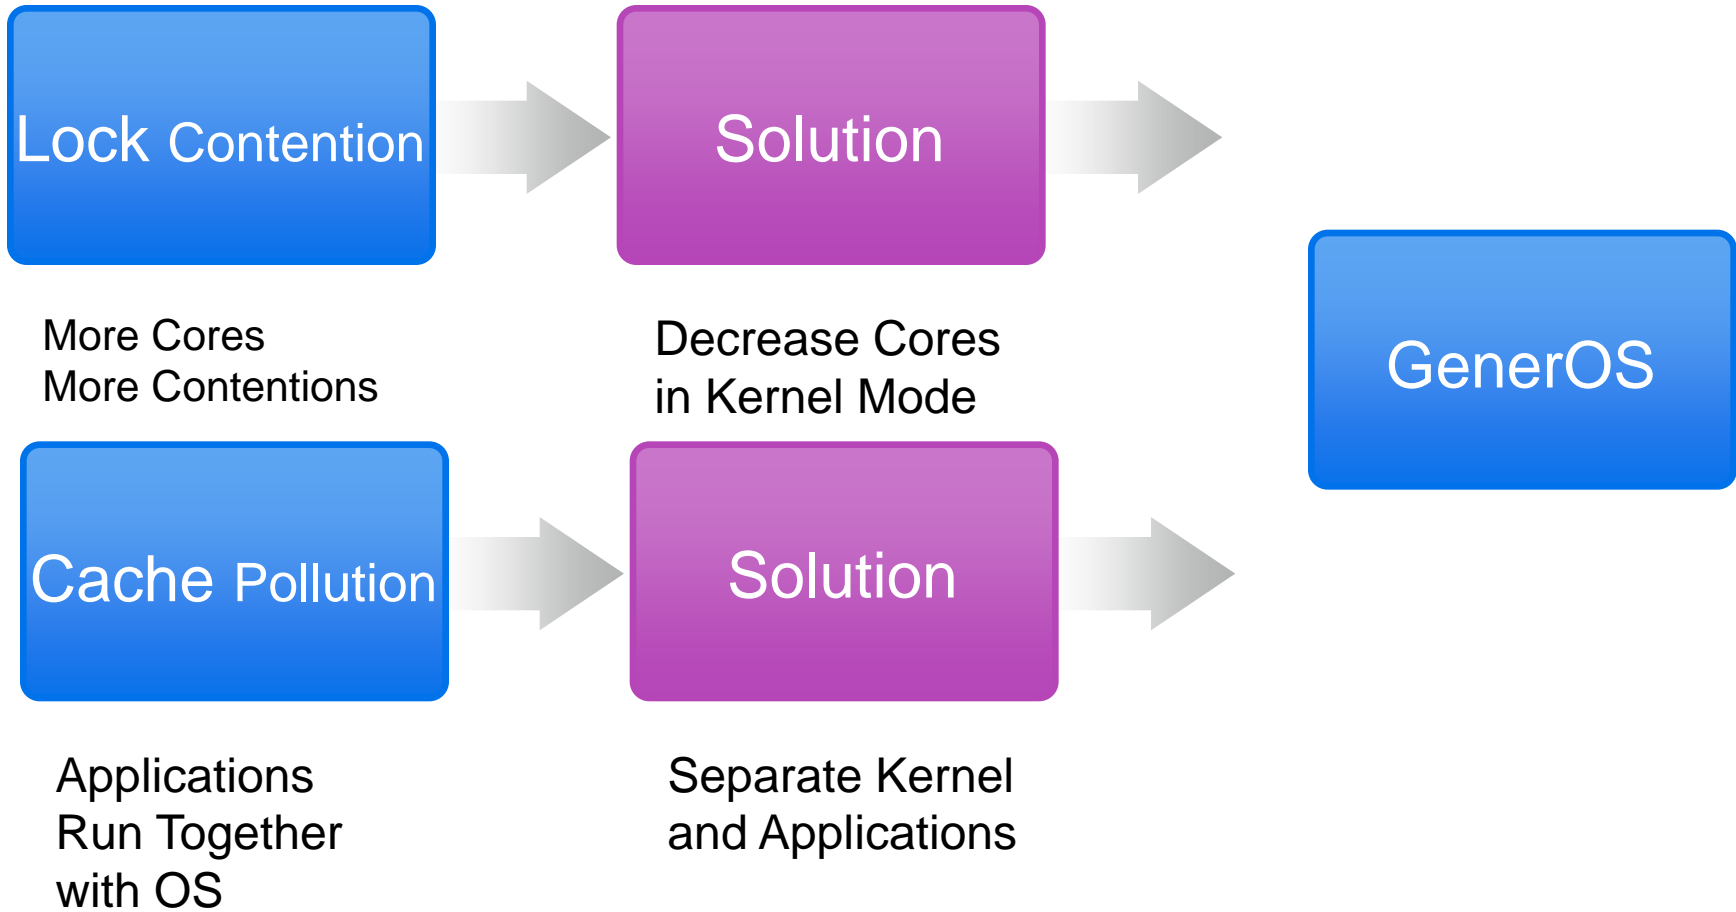 Lock Contention
Solution
More Cores
More Contentions
Decrease Cores
in Kernel Mode
GenerOS
Cache Pollution
Solution
Applications
Run Together
with OS
Separate Kernel
and Applications